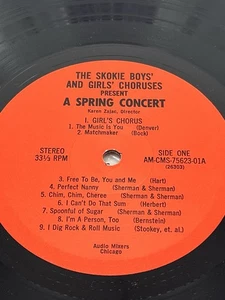 THE SKOKIE BOYS'
AND GIRLS' CHORUSES
PRESENT
A SPRING CONCERT
Karen Zajac, Director
I. GIRL'S CHORUS
STEREO 1. The Music is You (Denver) SIDE ONE
33⅓ RPM 2. Matchmaker (Bock) AM-CMS-75623-01A
(26303)
3. Free To Be, You and Me (Hart)
4. Perfect Nanny (Sherman & Sherman)
5. Chim, Chim, Cheree (Sherman & Sherman)
6. I Can't Do That Sum (Herbert)
7. Spoonful of Sugar (Sherman & Sherman)
8. I'm A Person, Too (Bernstein)
9. I Dig Rock & Roll Music (Stookey, et. al.)
Audio Mixers
Chicago